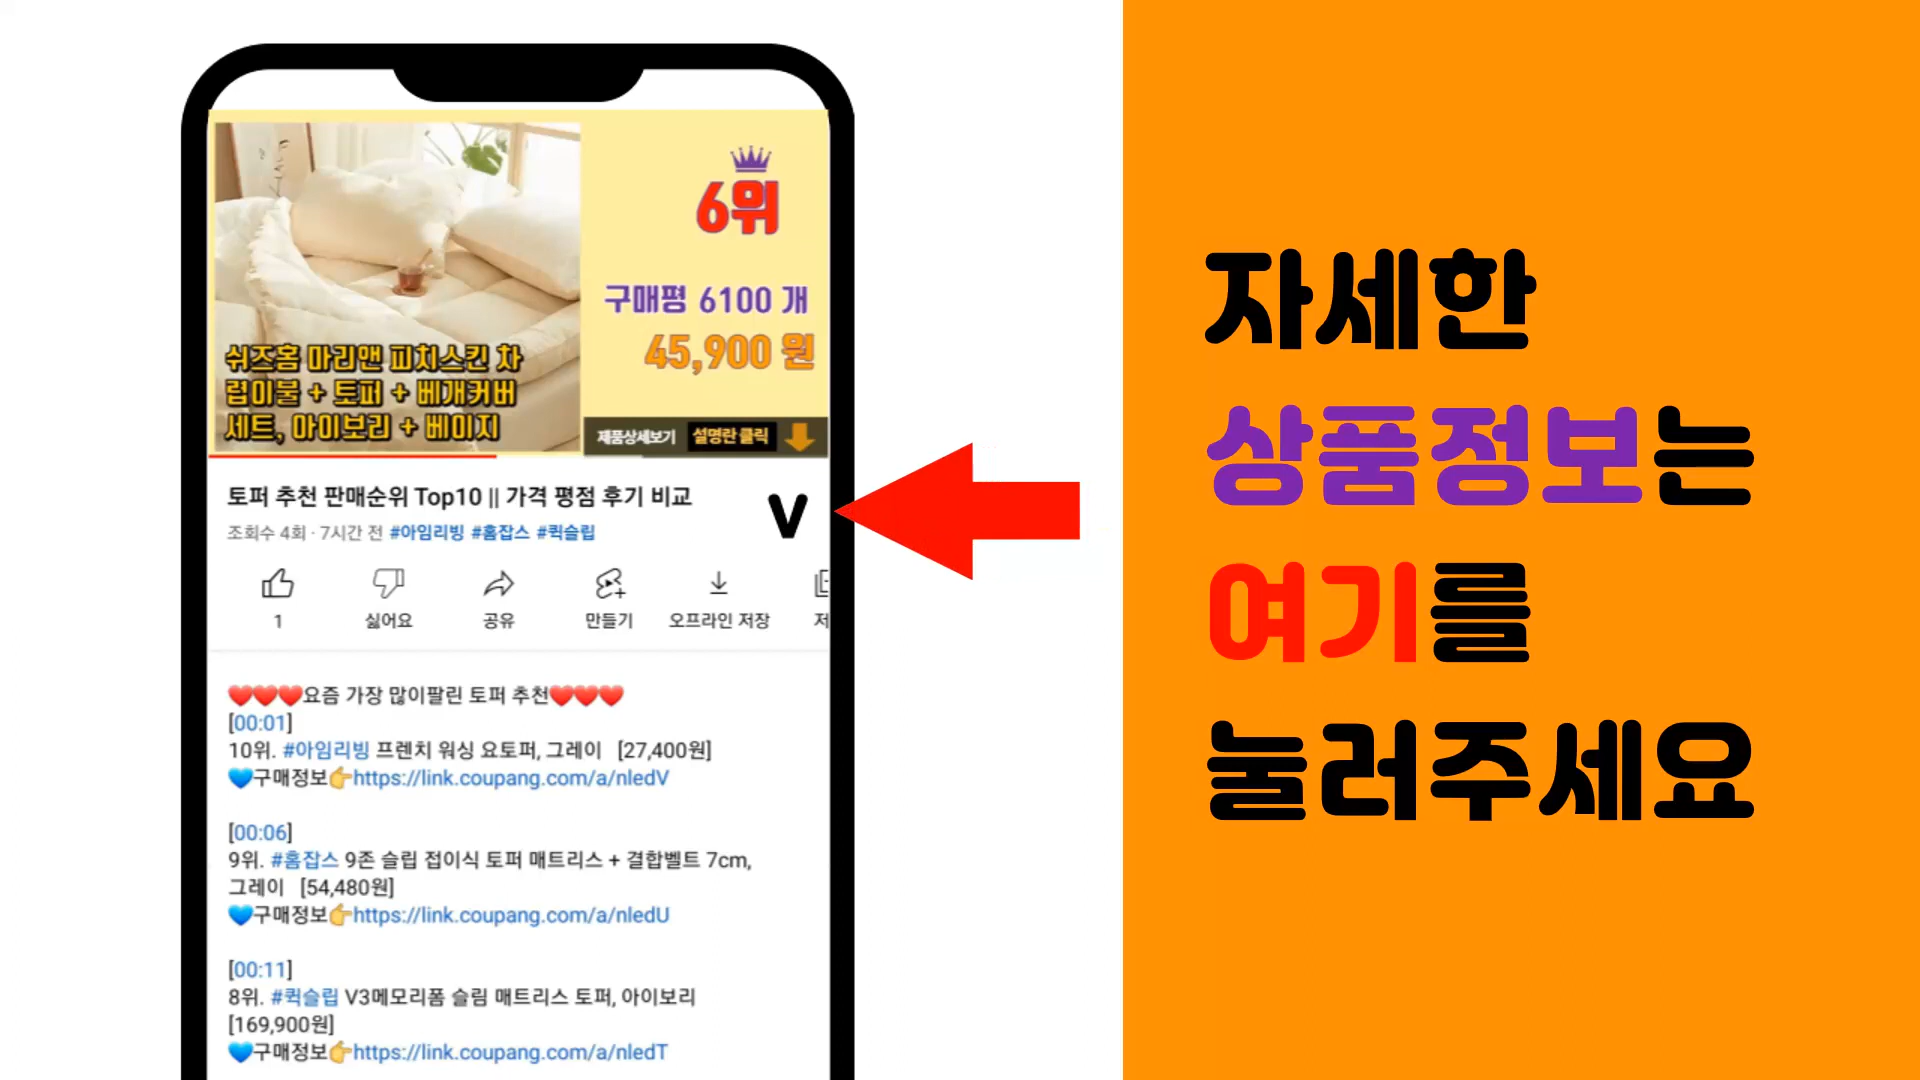 6위
구매평 6100 개
45,900 원
쉬즈홈 마리앤 피치스킨 차
렵이불 + 토퍼 + 베개커버
세트, 아이보리 + 베이지
제품상세보기 설명란 클릭
토퍼 추천 판매순위 Top10 || 가격 평점 후기 비교
V
조회수 4회 · 7시간 전 #아임리빙 #홈잡스 #퀵슬립
1 싫어요 공유 만들기 오프라인 저장 저
❤️❤️❤️요즘 가장 많이팔린 토퍼 추천❤️❤️❤️
[00:01]
10위. #아임리빙 프렌치 워싱 요토퍼, 그레이 [27,400원]
💙구매정보👉https://link.coupang.com/a/nledV
[00:06]
9위. #홈잡스 9존 슬립 접이식 토퍼 매트리스 + 결합벨트 7cm,
그레이 [54,480원]
💙구매정보👉https://link.coupang.com/a/nledU
[00:11]
8위. #퀵슬립 V3메모리폼 슬림 매트리스 토퍼, 아이보리
[169,900원]
💙구매정보👉https://link.coupang.com/a/nledT
자세한
상품정보는
여기를
눌러주세요